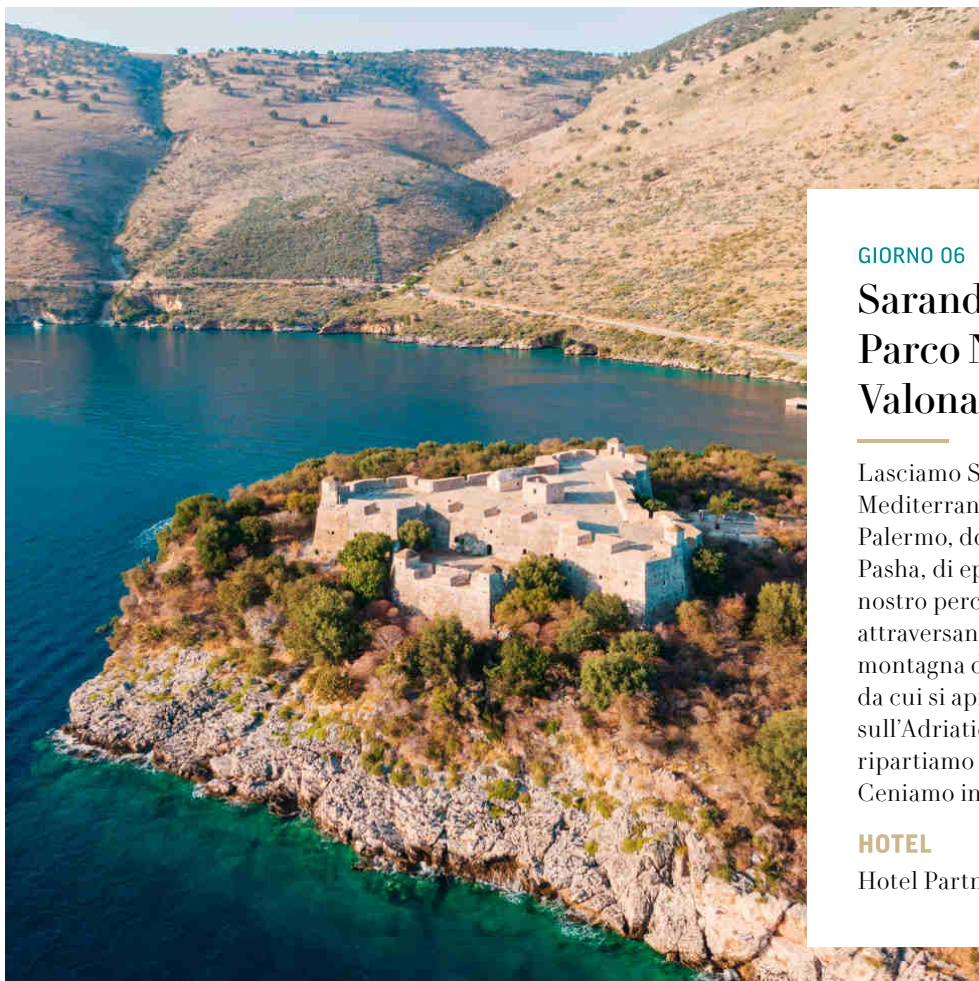 GIORNO 06
Sarand
Parco N
Valona
Lasciamo S
Mediterran
Palermo, do
Pasha, di ep
nostro perc
attraversan
montagna d
da cui si ap
sull’Adriatic
ripartiamo
Ceniamo in
HOTEL
Hotel Partn